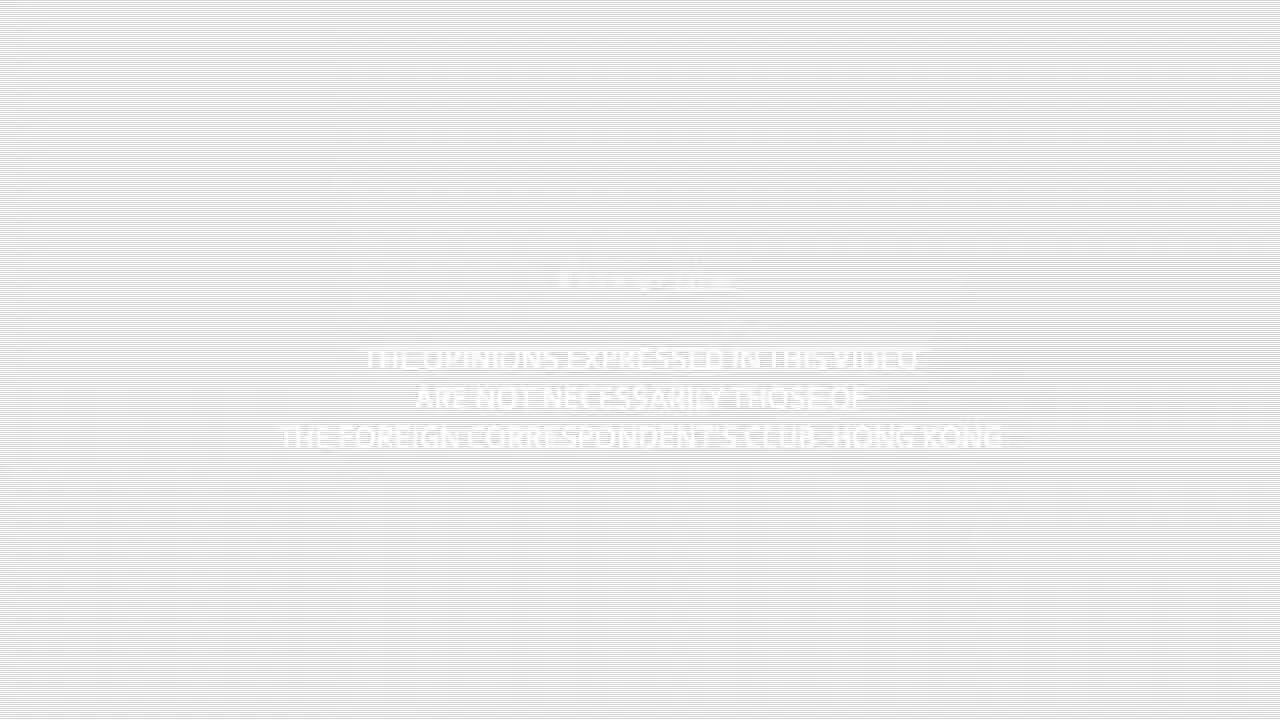 THE OPINIONS EXPRESSED IN THIS VIDEO
ARE NOT NECESSARILY THOSE OF
THE FOREIGN CORRESPONDENT'S CLUB, HONG KONG